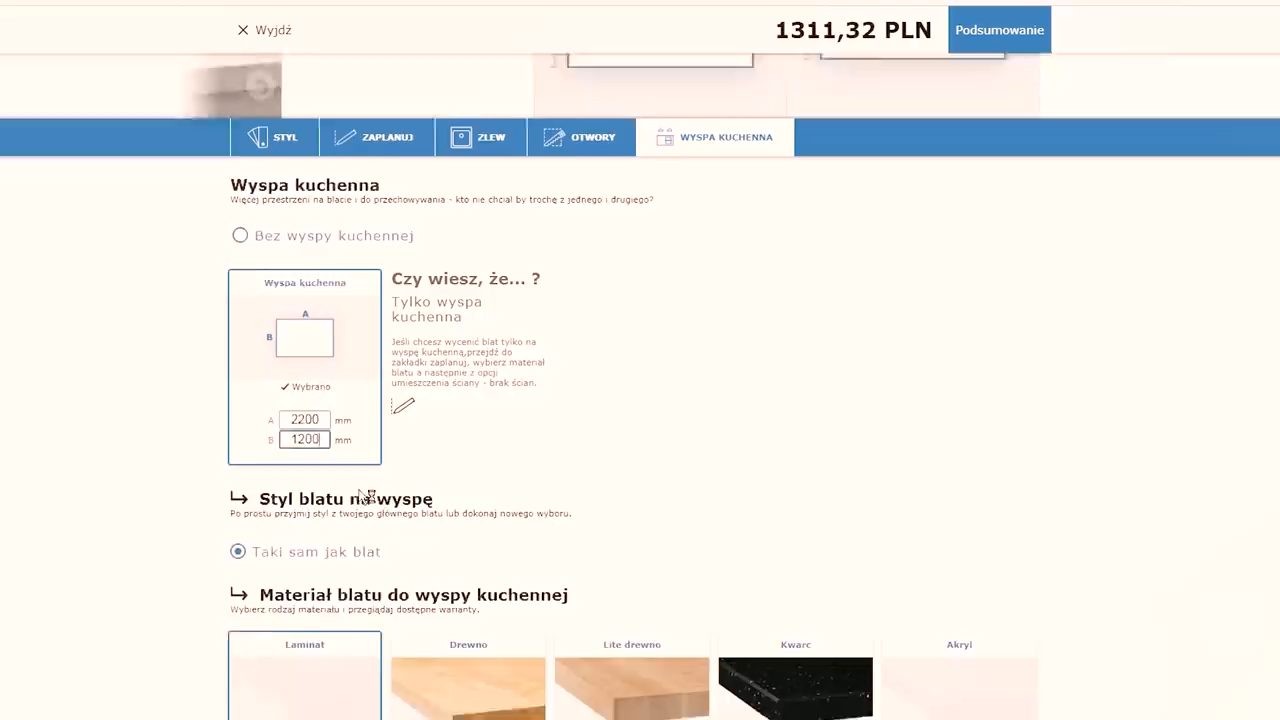 Wyjdź
1311,32 PLN
Podsumowanie
STYL
ZAPLANUJ
ZLEW
OTWORY
WYSPA KUCHENNA
Wyspa kuchenna
Więcej przestrzeni na blacie i do przechowywania - kto nie chciał by trochę z jednego i drugiego?
Bez wyspy kuchennej
Wyspa kuchenna
A
B
Wybrano
A 2200 mm
B 1200 mm
Czy wiesz, że... ?
Tylko wyspa
kuchenna
Jeśli chcesz wycenić blat tylko na
wyspę kuchenną,przejdź do
zakładki zaplanuj, wybierz materiał
blatu a następnie z opcji
umieszczenia ściany - brak ścian.
Styl blatu na wyspę
Po prostu przyjmij styl z twojego głównego blatu lub dokonaj nowego wyboru.
Taki sam jak blat
Materiał blatu do wyspy kuchennej
Wybierz rodzaj materiału i przeglądaj dostępne warianty.
Laminat
Drewno
Lite drewno
Kwarc
Akryl